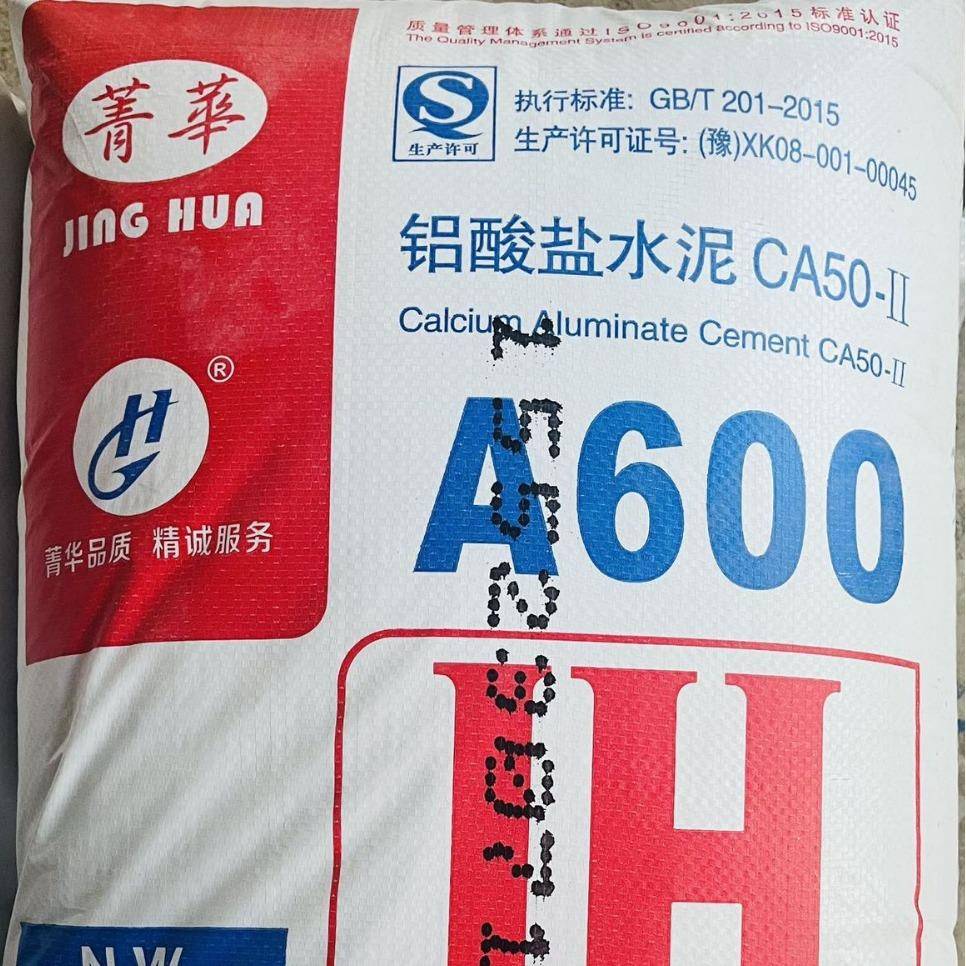 质量管理体系通过ISO9001:2015标准认证
The Quality Management System is certified according to ISO9001:2015
菁華
JING HUA
生产许可
执行标准: GB/T 201-2015
生产许可证号: (豫)XK08-001-00045
铝酸盐水泥 CA50-Ⅱ
Calcium Aluminate Cement CA50-Ⅱ
A600
®
菁华品质 精诚服务
JH
N.W